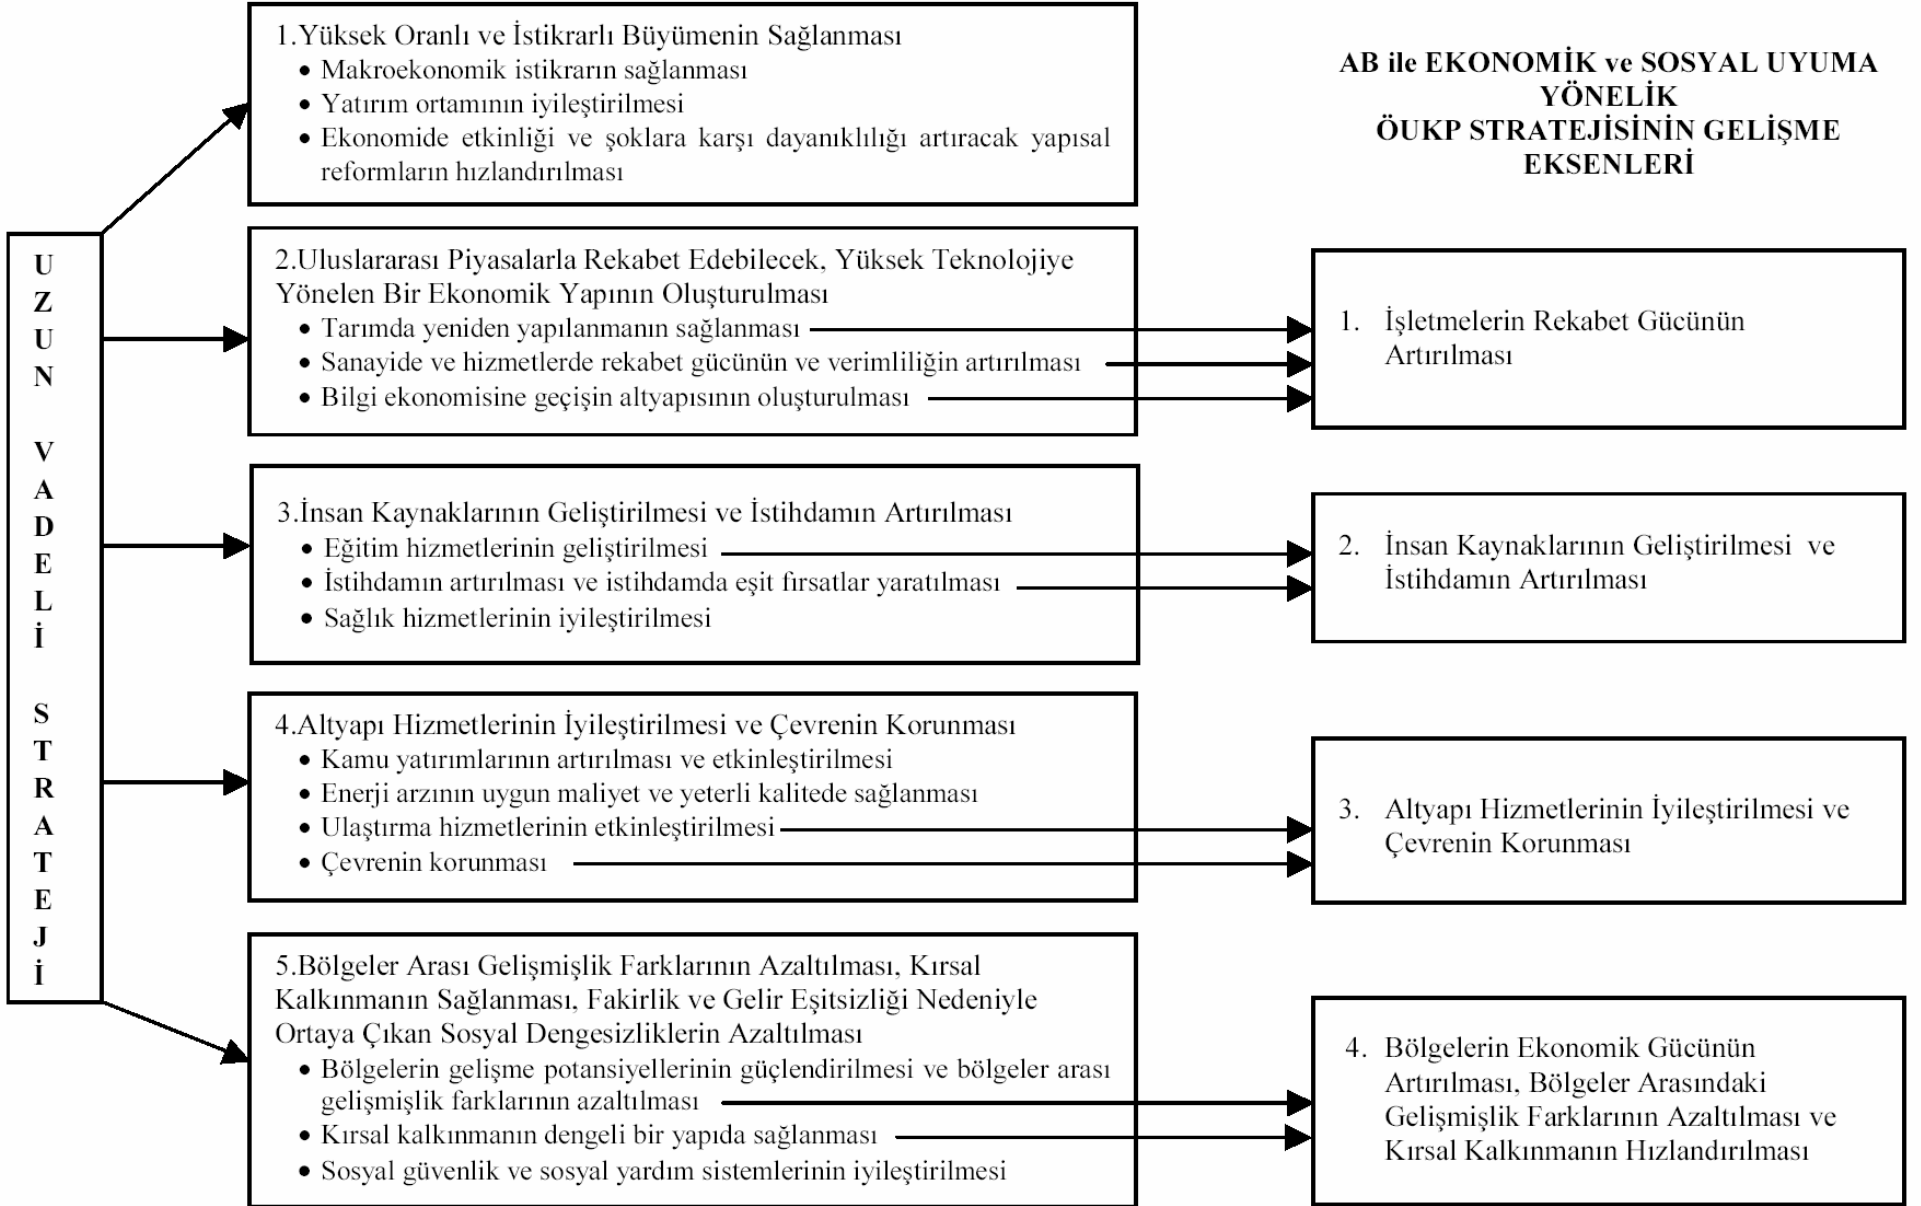 1.Yüksek Oranlı ve İstikrarlı Büyümenin Sağlanması
• Makroekonomik istikrarın sağlanması
• Yatırım ortamının iyileştirilmesi
• Ekonomide etkinliği ve şoklara karşı dayanıklılığı artıracak yapısal
reformların hızlandırılması
AB ile EKONOMİK ve SOSYAL UYUMA
YÖNELİK
ÖUKP STRATEJİSİNİN GELİŞME
EKSENLERİ
UZUN VADELİ STRATEJİ
2.Uluslararası Piyasalarla Rekabet Edebilecek, Yüksek Teknolojiye
Yönelen Bir Ekonomik Yapının Oluşturulması
• Tarımda yeniden yapılanmanın sağlanması
• Sanayide ve hizmetlerde rekabet gücünün ve verimliliğin artırılması
• Bilgi ekonomisine geçişin altyapısının oluşturulması
1. İşletmelerin Rekabet Gücünün
Artırılması
3.İnsan Kaynaklarının Geliştirilmesi ve İstihdamın Artırılması
• Eğitim hizmetlerinin geliştirilmesi
• İstihdamın artırılması ve istihdamda eşit fırsatlar yaratılması
• Sağlık hizmetlerinin iyileştirilmesi
2. İnsan Kaynaklarının Geliştirilmesi ve
İstihdamın Artırılması
4.Altyapı Hizmetlerinin İyileştirilmesi ve Çevrenin Korunması
• Kamu yatırımlarının artırılması ve etkinleştirilmesi
• Enerji arzının uygun maliyet ve yeterli kalitede sağlanması
• Ulaştırma hizmetlerinin etkinleştirilmesi
• Çevrenin korunması
3. Altyapı Hizmetlerinin İyileştirilmesi ve
Çevrenin Korunması
5.Bölgeler Arası Gelişmişlik Farklarının Azaltılması, Kırsal
Kalkınmanın Sağlanması, Fakirlik ve Gelir Eşitsizliği Nedeniyle
Ortaya Çıkan Sosyal Dengesizliklerin Azaltılması
• Bölgelerin gelişme potansiyellerinin güçlendirilmesi ve bölgeler arası
gelişmişlik farklarının azaltılması
• Kırsal kalkınmanın dengeli bir yapıda sağlanması
• Sosyal güvenlik ve sosyal yardım sistemlerinin iyileştirilmesi
4. Bölgelerin Ekonomik Gücünün
Artırılması, Bölgeler Arasındaki
Gelişmişlik Farklarının Azaltılması ve
Kırsal Kalkınmanın Hızlandırılması